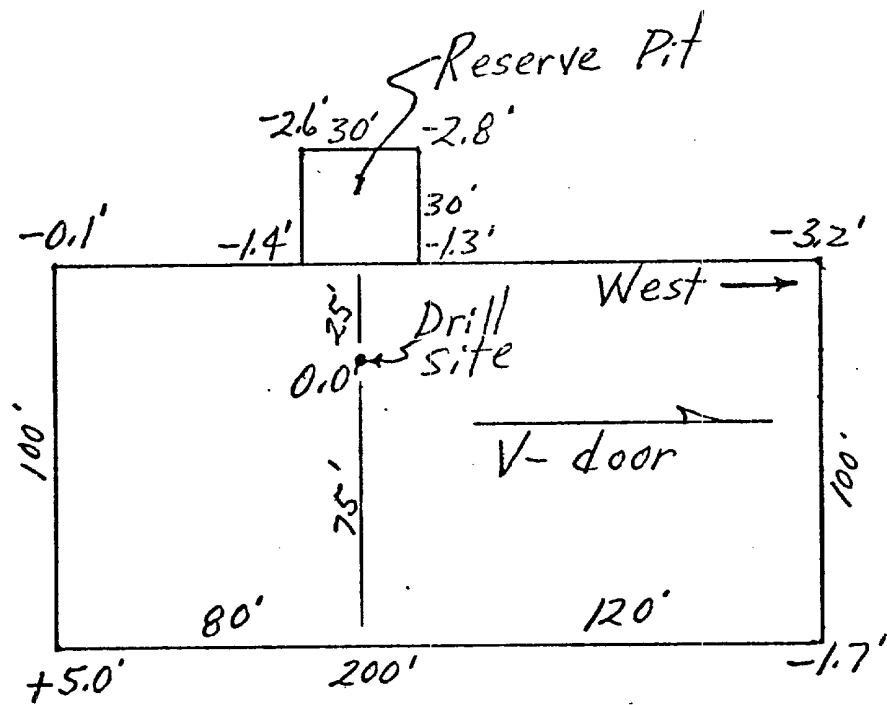 Reserve Pit
-2.6' 30' -2.8'
30'
-0.1' -1.4' -1.3' -3.2'
West
25'
Drill
site
0.0'
100'
V-door
100'
75'
80' 120'
+5.0' 200' -1.7'